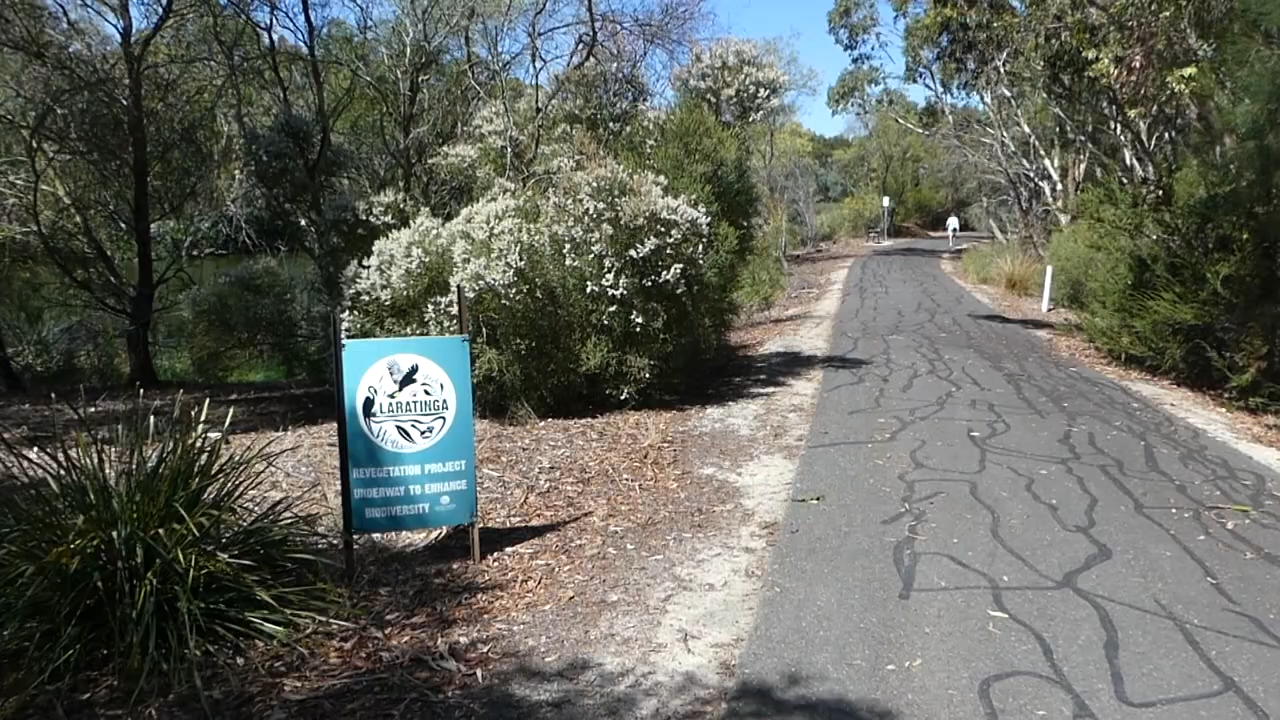 LARATINGA
REVEGETATION PROJECT
UNDERWAY TO ENHANCE
BIODIVERSITY